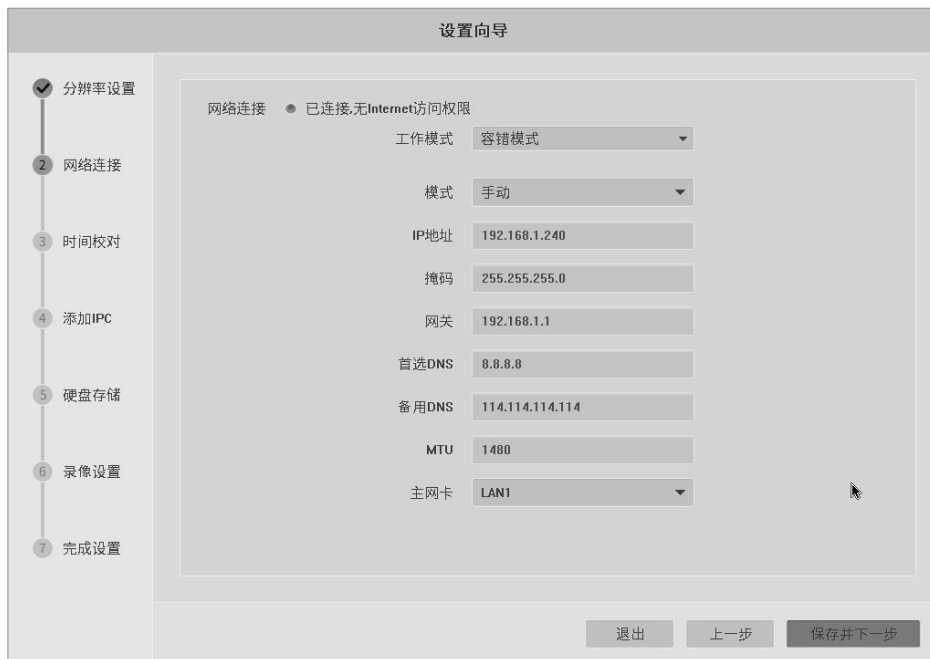 设置向导
分辨率设置
2 网络连接
3 时间校对
4 添加IPC
5 硬盘存储
6 录像设置
7 完成设置
网络连接 已连接,无Internet访问权限
工作模式 容错模式
模式 手动
IP地址 192.168.1.240
掩码 255.255.255.0
网关 192.168.1.1
首选DNS 8.8.8.8
备用DNS 114.114.114.114
MTU 1480
主网卡 LAN1
退出 上一步 保存并下一步